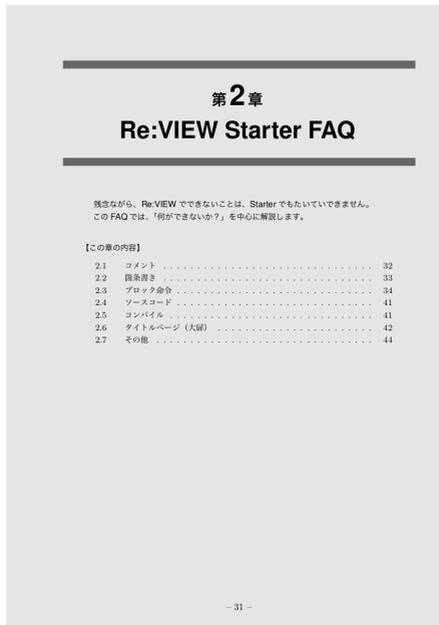 第2章
Re:VIEW Starter FAQ
残念ながら、Re:VIEW でできないことは、Starter でもたいていできません。
この FAQ では、「何ができないか？」を中心に解説します。
【この章の内容】
2.1 コメント . . . . . . . . . . . . . . . . . . . . . . . . . . . . . . 32
2.2 箇条書き . . . . . . . . . . . . . . . . . . . . . . . . . . . . . . 33
2.3 ブロック命令 . . . . . . . . . . . . . . . . . . . . . . . . . . . . 34
2.4 ソースコード . . . . . . . . . . . . . . . . . . . . . . . . . . . . 41
2.5 コンパイル . . . . . . . . . . . . . . . . . . . . . . . . . . . . . 41
2.6 タイトルページ（大扉） . . . . . . . . . . . . . . . . . . . . . . 42
2.7 その他 . . . . . . . . . . . . . . . . . . . . . . . . . . . . . . . 44
– 31 –